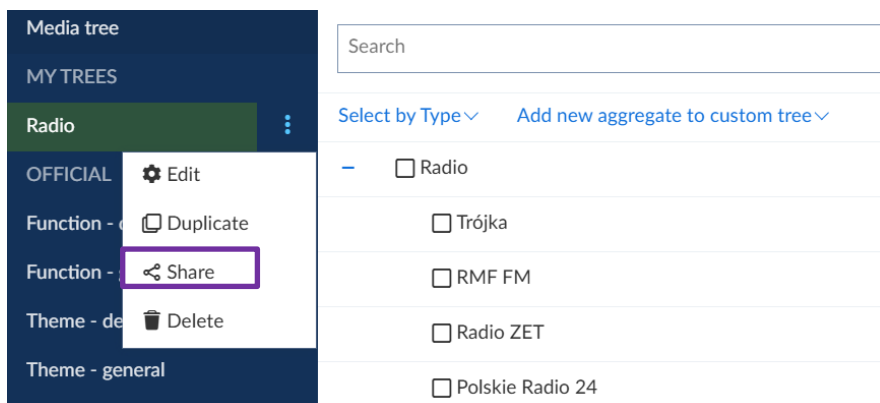 Media tree
MY TREES
Radio
OFFICIAL
Function -
Function -
Theme - de
Theme - general
Edit
Duplicate
Share
Delete
Search
Select by Type
Add new aggregate to custom tree
Radio
Trójka
RMF FM
Radio ZET
Polskie Radio 24